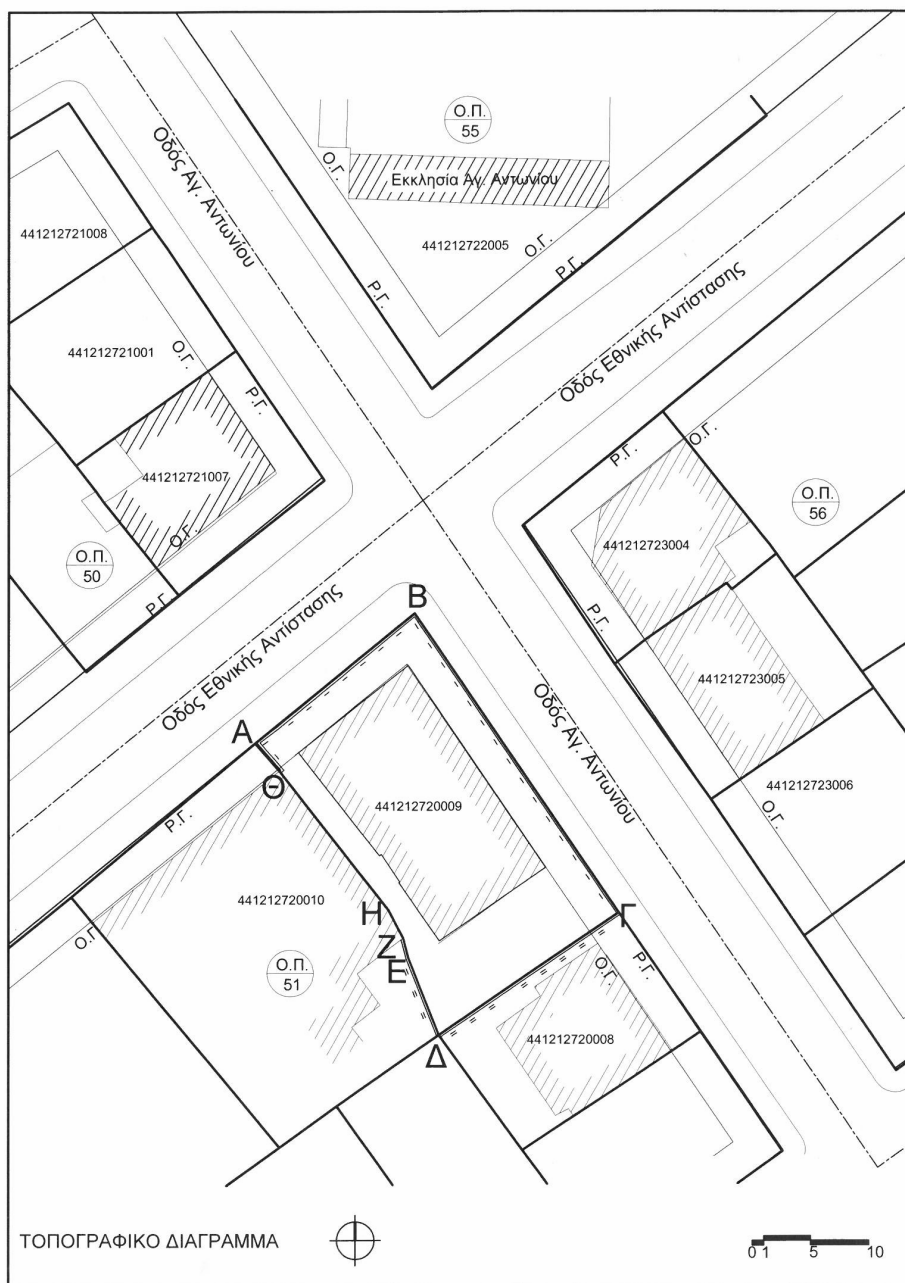 Ο.Π.
55
Οδός Αγ. Αντωνίου
Ο.Γ.
Εκκλησία Άγ. Αντωνίου
441212721008
441212722005
Ο.Γ.
Ρ.Γ.
Ρ.Γ.
Οδός Εθνικής Αντίστασης
441212721001
Ο.Γ.
Ρ.Γ.
Ρ.Γ.
Ο.Γ.
441212721007
Ο.Π.
56
Ο.Γ.
441212723004
Ο.Π.
50
Ρ.Γ.
Β
Ρ.Γ.
Οδός Εθνικής Αντίστασης
441212723005
Α
Οδός Αγ. Αντωνίου
Θ
441212723006
441212720009
Ο.Γ.
Ρ.Γ.
441212720010
Η
Γ
Ο.Γ
Ζ
Ρ.Γ.
Ο.Γ.
Ε
Ο.Π.
51
441212720008
Δ
ΤΟΠΟΓΡΑΦΙΚΟ ΔΙΑΓΡΑΜΜΑ
0 1 5 10